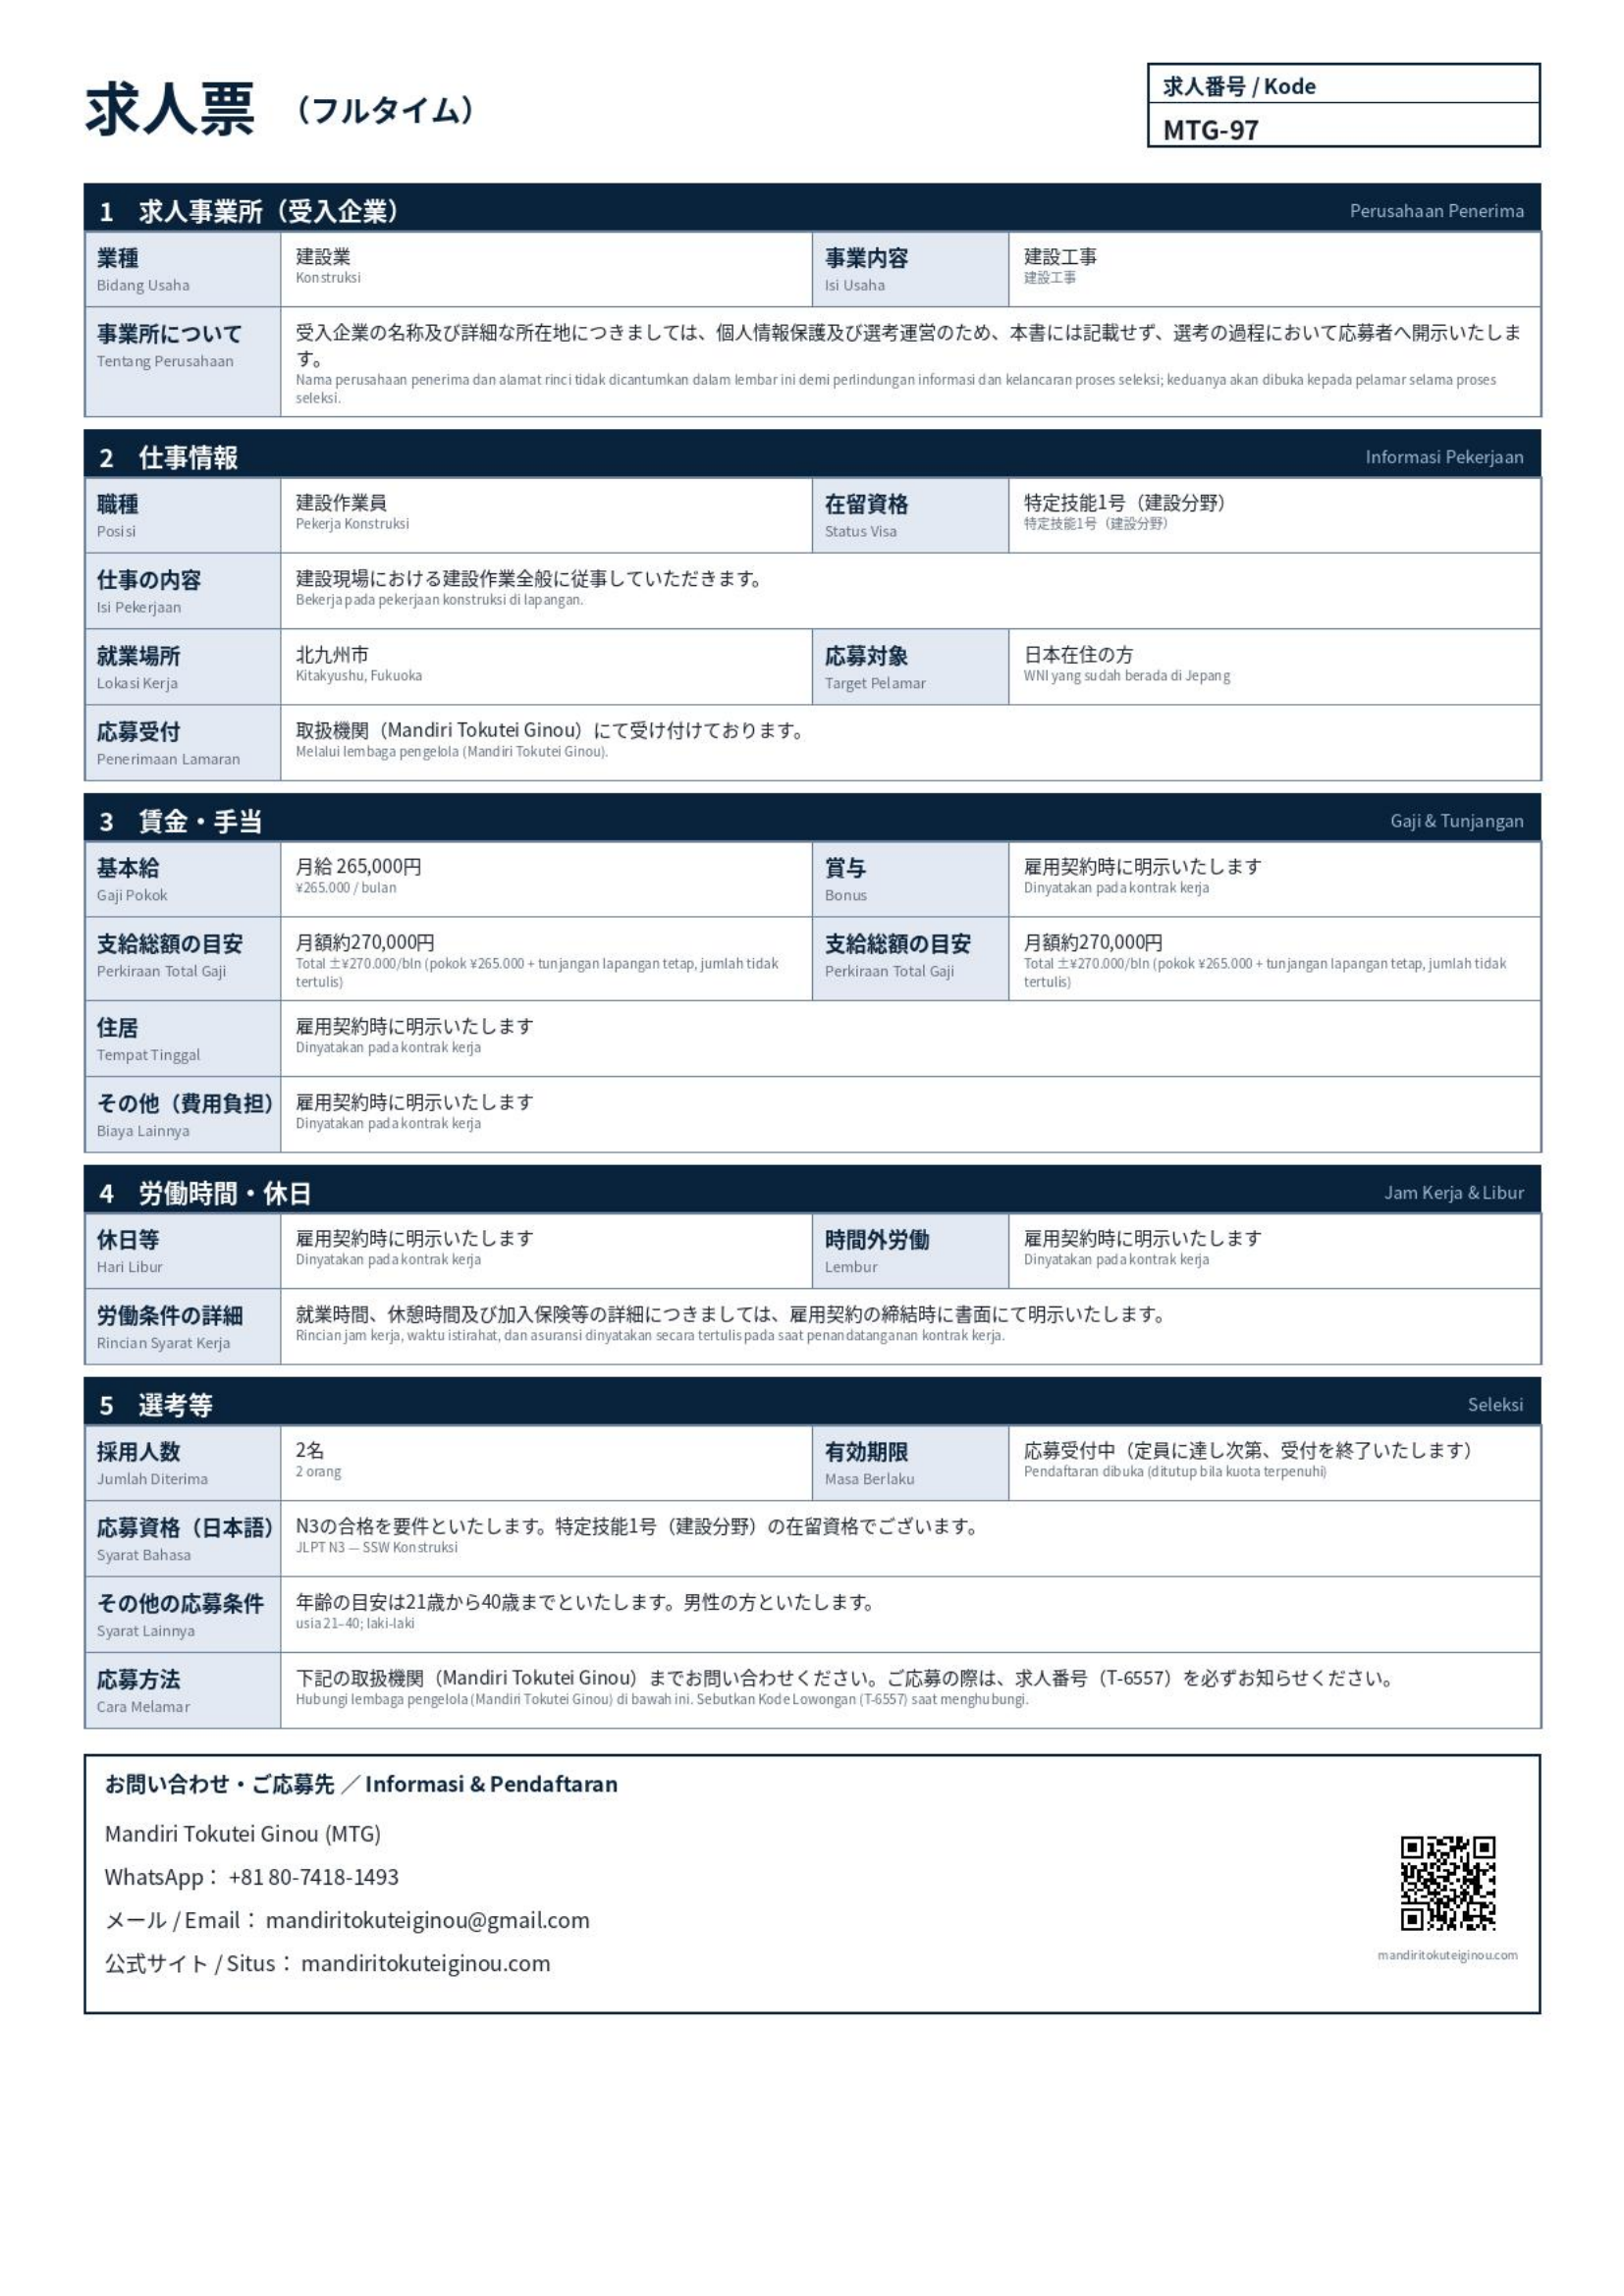 求人票 （フルタイム）
求人番号 / Kode
MTG-97
1 求人事業所（受入企業） Perusahaan Penerima
業種
Bidang Usaha
建設業
Konstruksi
事業内容
Isi Usaha
建設工事
建設工事
事業所について
Tentang Perusahaan
受入企業の名称及び詳細な所在地につきましては、個人情報保護及び選考運営のため、本書には記載せず、選考の過程において応募者へ開示いたしま
す。
Nama perusahaan penerima dan alamat rinci tidak dicantumkan dalam lembar ini demi perlindungan informasi dan kelancaran proses seleksi; keduanya akan dibuka kepada pelamar selama proses
seleksi.
2 仕事情報 Informasi Pekerjaan
職種
Posisi
建設作業員
Pekerja Konstruksi
在留資格
Status Visa
特定技能1号（建設分野）
特定技能1号（建設分野）
仕事の内容
Isi Pekerjaan
建設現場における建設作業全般に従事していただきます。
Bekerja pada pekerjaan konstruksi di lapangan.
就業場所
Lokasi Kerja
北九州市
Kitakyushu, Fukuoka
応募対象
Target Pelamar
日本在住の方
WNI yang sudah berada di Jepang
応募受付
Penerimaan Lamaran
取扱機関（Mandiri Tokutei Ginou）にて受け付けております。
Melalui lembaga pengelola (Mandiri Tokutei Ginou).
3 賃金・手当 Gaji & Tunjangan
基本給
Gaji Pokok
月給 265,000円
¥265.000 / bulan
賞与
Bonus
雇用契約時に明示いたします
Dinyatakan pada kontrak kerja
支給総額の目安
Perkiraan Total Gaji
月額約270,000円
Total ±¥270.000/bln (pokok ¥265.000 + tunjangan lapangan tetap, jumlah tidak
tertulis)
支給総額の目安
Perkiraan Total Gaji
月額約270,000円
Total ±¥270.000/bln (pokok ¥265.000 + tunjangan lapangan tetap, jumlah tidak
tertulis)
住居
Tempat Tinggal
雇用契約時に明示いたします
Dinyatakan pada kontrak kerja
その他（費用負担）
Biaya Lainnya
雇用契約時に明示いたします
Dinyatakan pada kontrak kerja
4 労働時間・休日 Jam Kerja & Libur
休日等
Hari Libur
雇用契約時に明示いたします
Dinyatakan pada kontrak kerja
時間外労働
Lembur
雇用契約時に明示いたします
Dinyatakan pada kontrak kerja
労働条件の詳細
Rincian Syarat Kerja
就業時間、休憩時間及び加入保険等の詳細につきましては、雇用契約の締結時に書面にて明示いたします。
Rincian jam kerja, waktu istirahat, dan asuransi dinyatakan secara tertulis pada saat penandatanganan kontrak kerja.
5 選考等 Seleksi
採用人数
Jumlah Diterima
2名
2 orang
有効期限
Masa Berlaku
応募受付中（定員に達し次第、受付を終了いたします）
Pendaftaran dibuka (ditutup bila kuota terpenuhi)
応募資格（日本語）
Syarat Bahasa
N3の合格を要件といたします。特定技能1号（建設分野）の在留資格でございます。
JLPT N3 — SSW Konstruksi
その他の応募条件
Syarat Lainnya
年齢の目安は21歳から40歳までといたします。男性の方といたします。
usia 21–40; laki-laki
応募方法
Cara Melamar
下記の取扱機関（Mandiri Tokutei Ginou）までお問い合わせください。ご応募の際は、求人番号（T-6557）を必ずお知らせください。
Hubungi lembaga pengelola (Mandiri Tokutei Ginou) di bawah ini. Sebutkan Kode Lowongan (T-6557) saat menghubungi.
お問い合わせ・ご応募先 ／ Informasi & Pendaftaran
Mandiri Tokutei Ginou (MTG)
WhatsApp： +81 80-7418-1493
メール / Email： mandiritokuteiginou@gmail.com
公式サイト / Situs： mandiritokuteiginou.com
mandiritokuteiginou.com